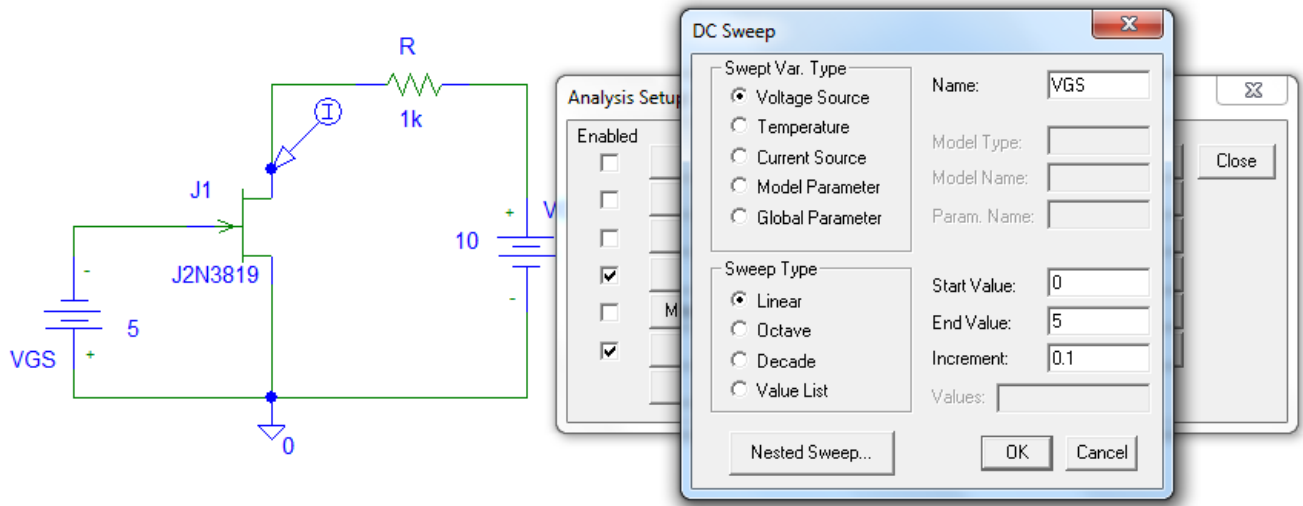 R
1k
I
J1
J2N3819
-
5
+
VGS
+
10
-
0
Analysis Setup
Enabled
Close
DC Sweep
Swept Var. Type
Voltage Source
Temperature
Current Source
Model Parameter
Global Parameter
Name: VGS
Model Type:
Model Name:
Param. Name:
Sweep Type
Linear
Octave
Decade
Value List
Start Value: 0
End Value: 5
Increment: 0.1
Values:
Nested Sweep...
OK
Cancel